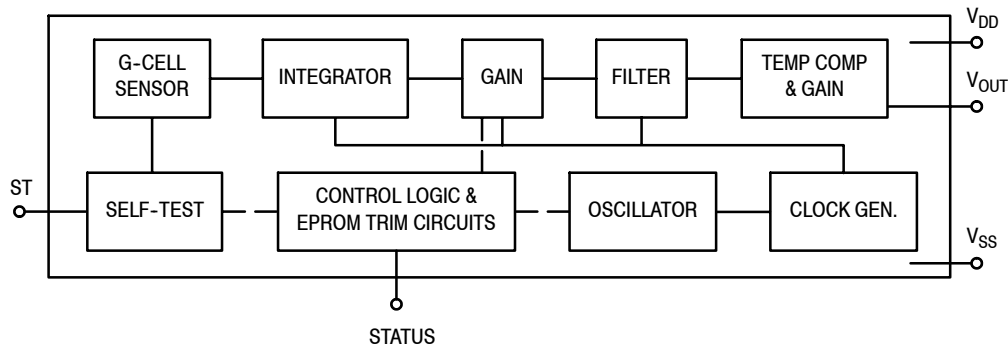 V_DD
G-CELL
SENSOR
INTEGRATOR
GAIN
FILTER
TEMP COMP
& GAIN
V_OUT
ST
SELF-TEST
CONTROL LOGIC &
EPROM TRIM CIRCUITS
OSCILLATOR
CLOCK GEN.
V_SS
STATUS